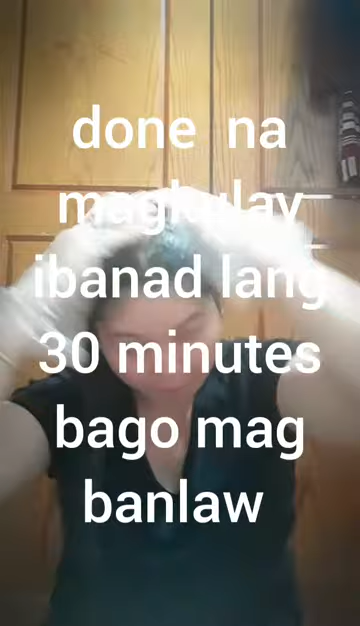 done na
magkulay
ibanad lang
30 minutes
bago mag
banlaw